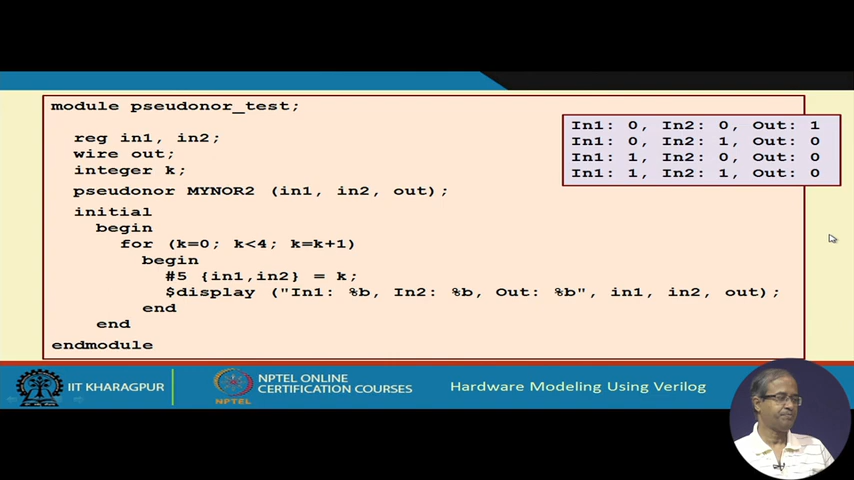 module pseudonor_test;
reg in1, in2;
wire out;
integer k;
pseudonor MYNOR2 (in1, in2, out);
initial
begin
for (k=0; k<4; k=k+1)
begin
#5 {in1,in2} = k;
$display ("In1: %b, In2: %b, Out: %b", in1, in2, out);
end
end
endmodule
In1: 0, In2: 0, Out: 1
In1: 0, In2: 1, Out: 0
In1: 1, In2: 0, Out: 0
In1: 1, In2: 1, Out: 0
IIT KHARAGPUR
NPTEL
NPTEL ONLINE
CERTIFICATION COURSES
Hardware Modeling Using Verilog